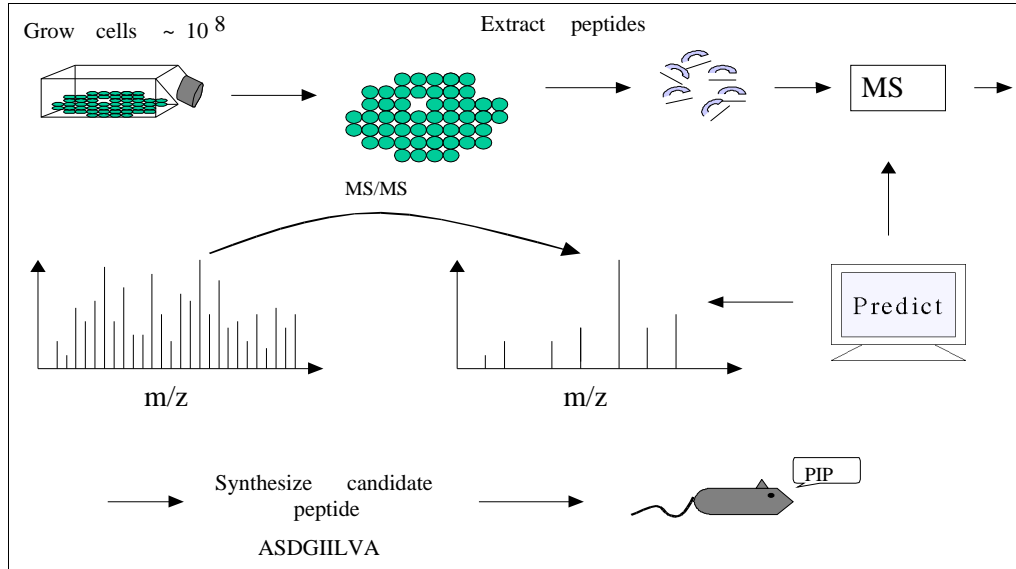 Grow cells ~ 10 8
Extract peptides
MS
MS/MS
Predict
m/z
m/z
Synthesize candidate
peptide
ASDGIILVA
PIP